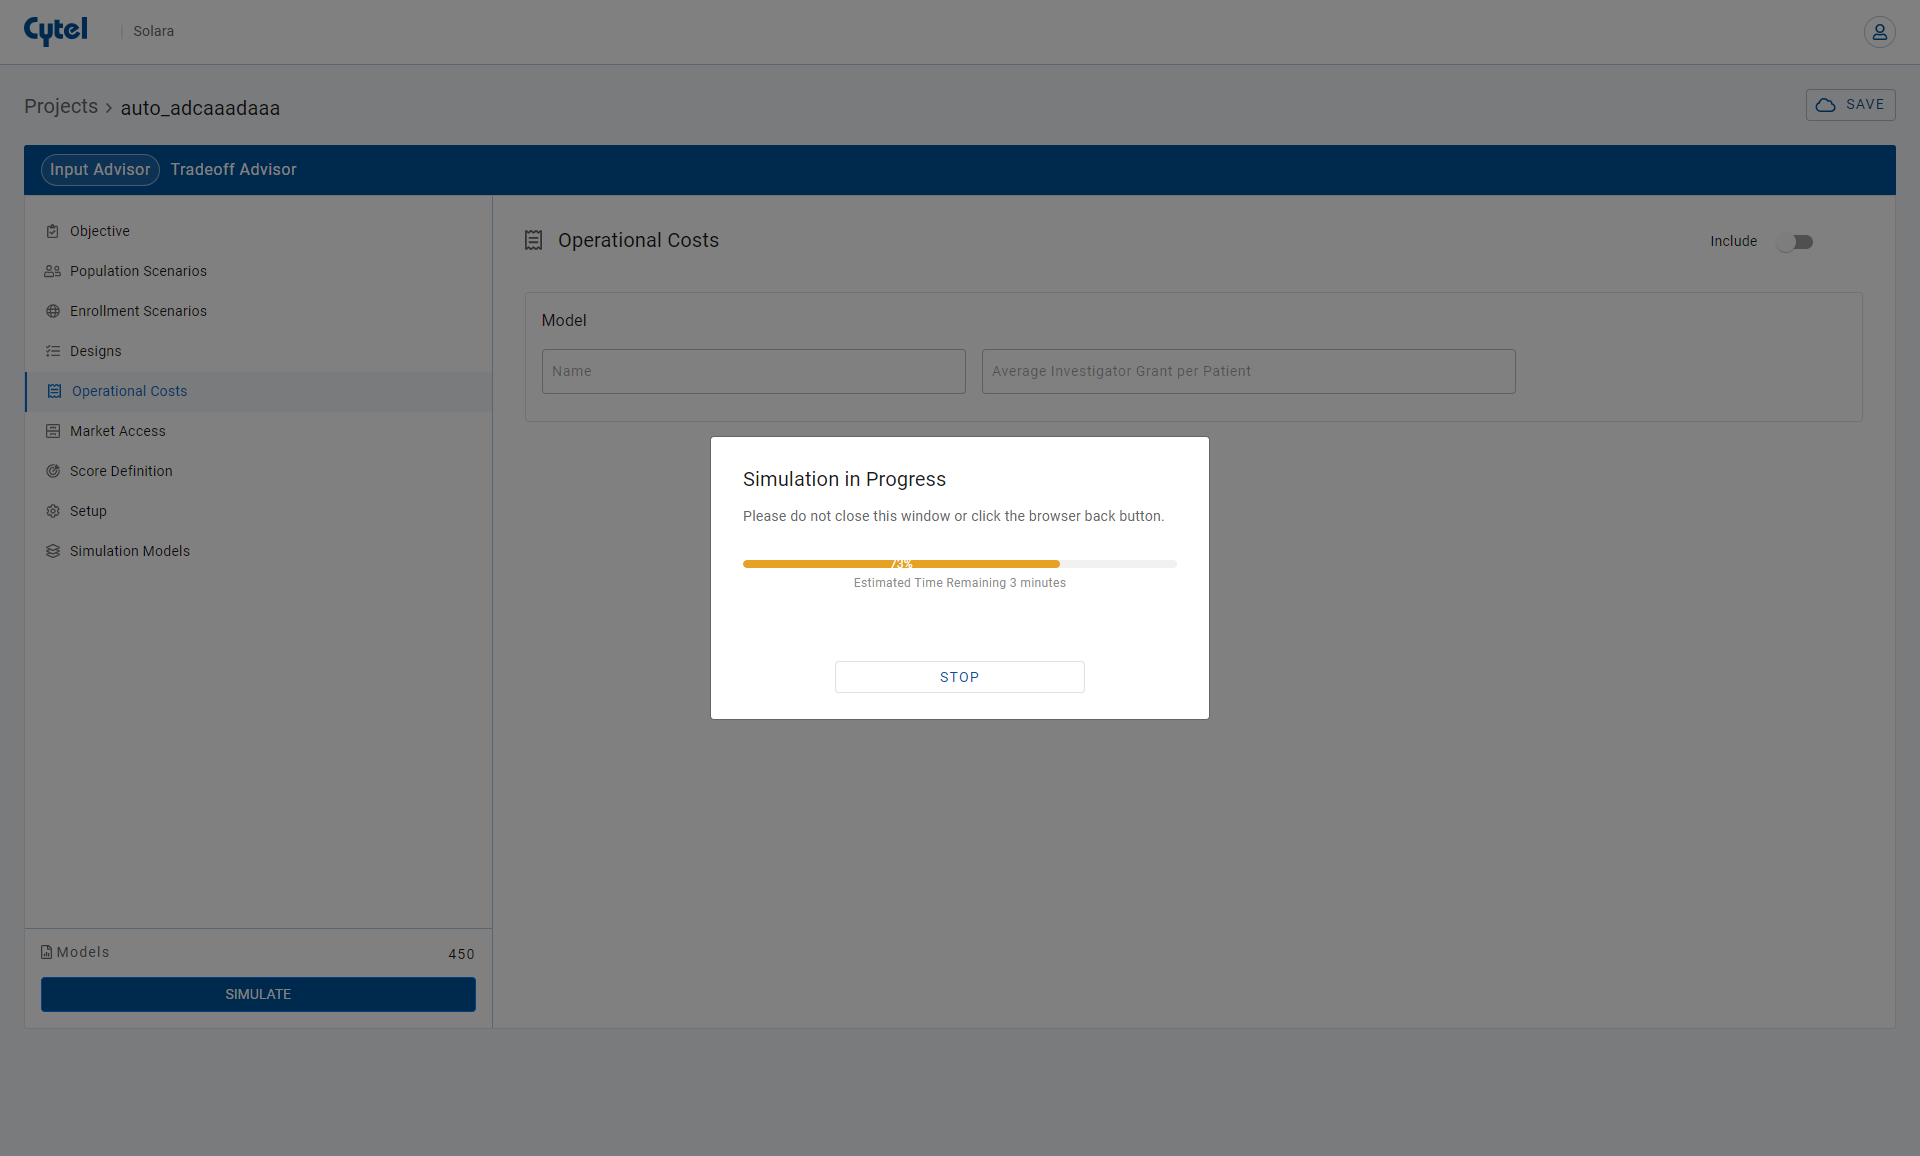 Cytel
Solara
Projects › auto_adcaaadaaa
SAVE
Input Advisor
Tradeoff Advisor
Objective
Population Scenarios
Enrollment Scenarios
Designs
Operational Costs
Market Access
Score Definition
Setup
Simulation Models
Models
450
SIMULATE
Operational Costs
Include
Model
Name
Average Investigator Grant per Patient
Simulation in Progress
Please do not close this window or click the browser back button.
73%
Estimated Time Remaining 3 minutes
STOP